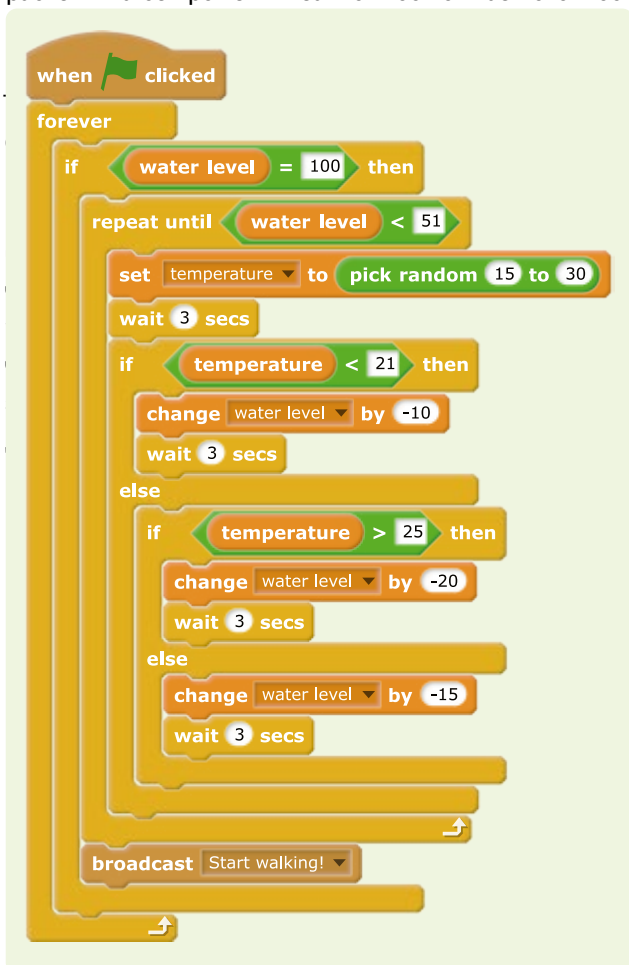 when clicked
forever
if water level = 100 then
repeat until water level < 51
set temperature to pick random 15 to 30
wait 3 secs
if temperature < 21 then
change water level by -10
wait 3 secs
else
if temperature > 25 then
change water level by -20
wait 3 secs
else
change water level by -15
wait 3 secs
broadcast Start walking!